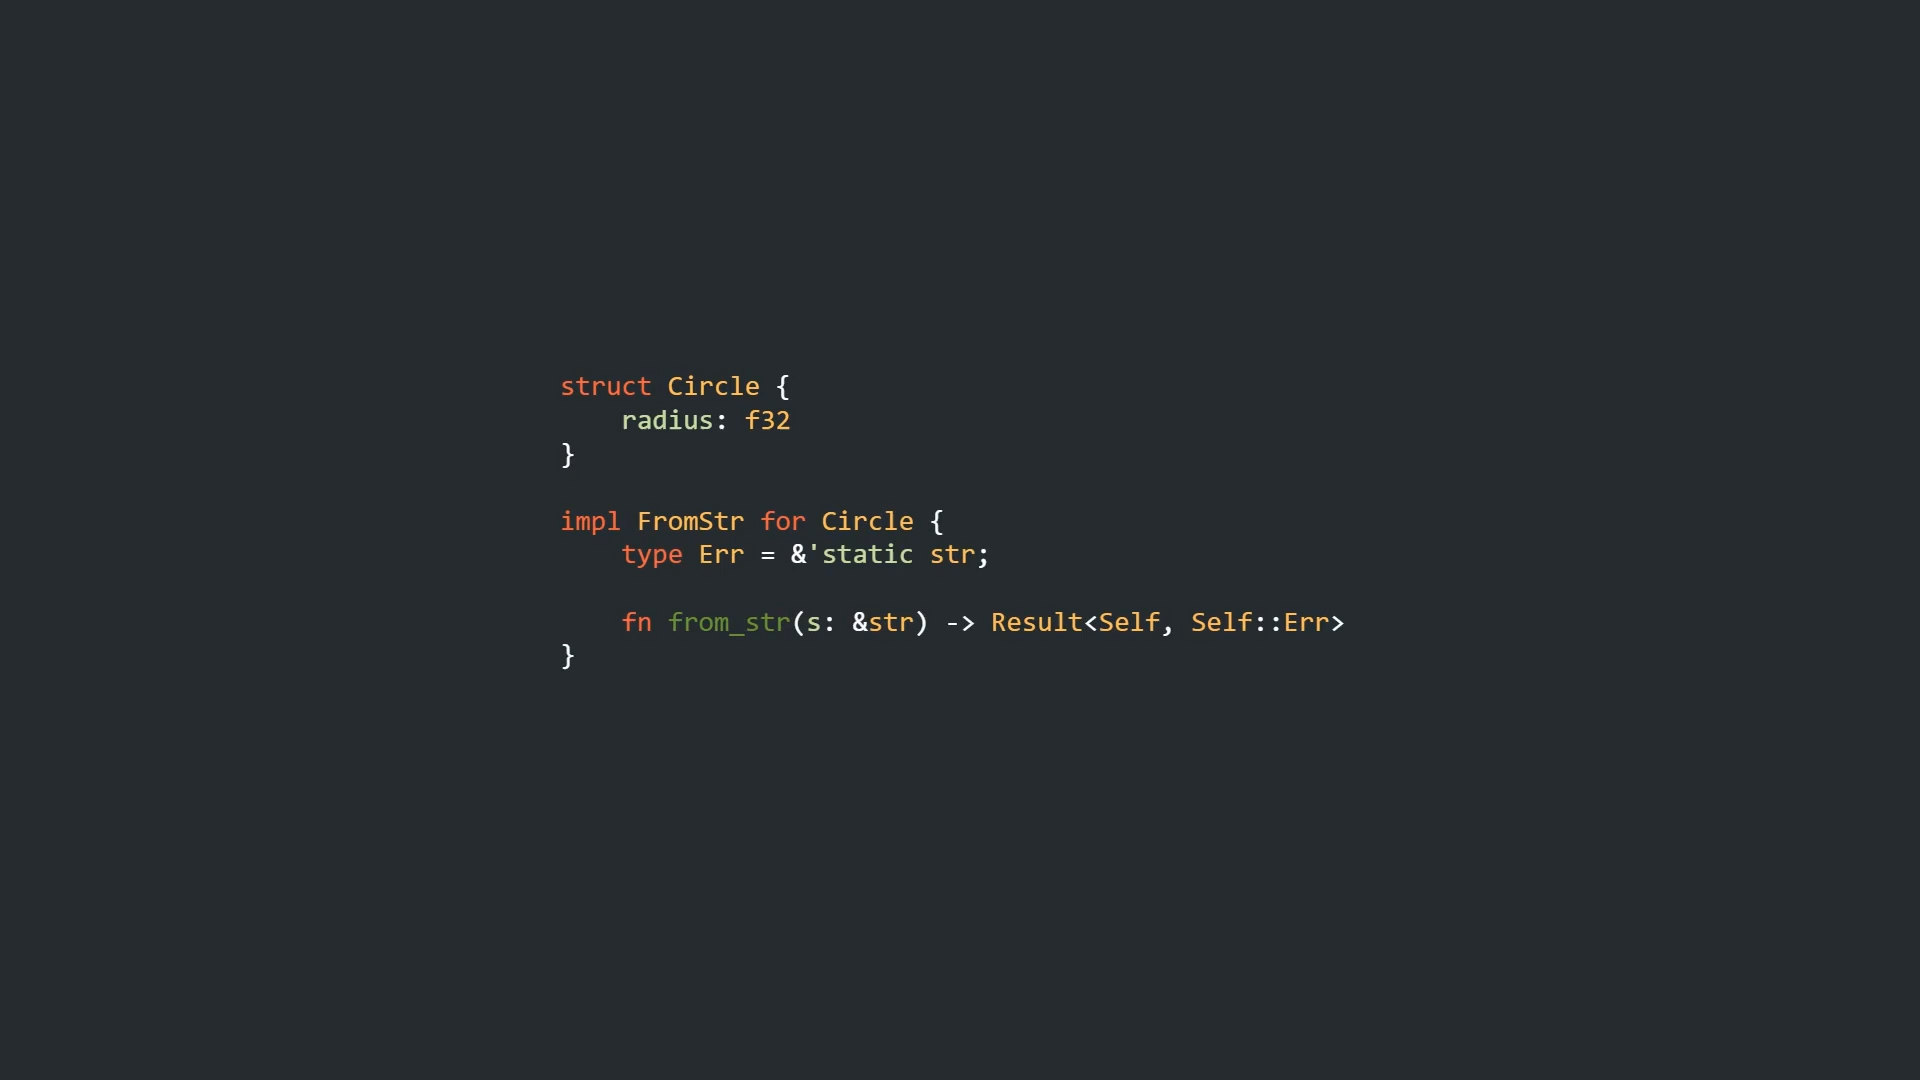 struct Circle {
    radius: f32
}

impl FromStr for Circle {
    type Err = &'static str;

    fn from_str(s: &str) -> Result<Self, Self::Err>
}